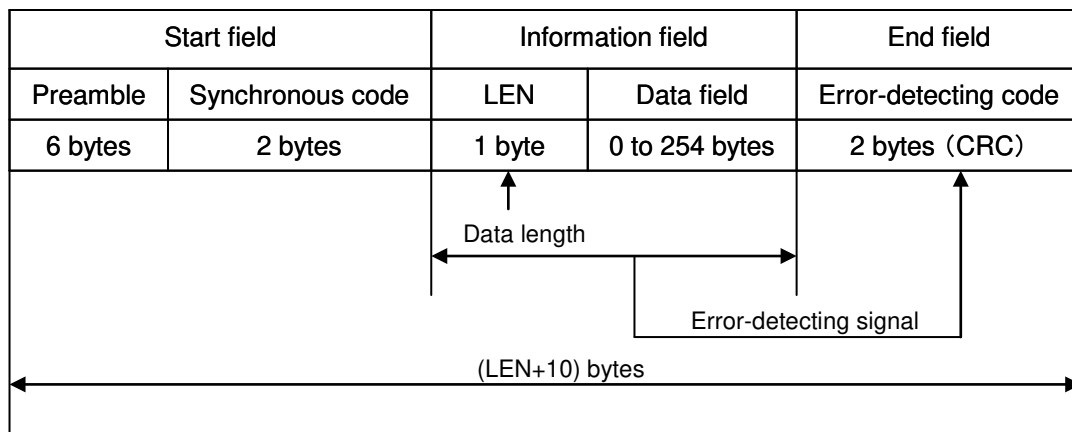 Start field Information field End field
Preamble Synchronous code LEN Data field Error-detecting code
6 bytes 2 bytes 1 byte 0 to 254 bytes 2 bytes (CRC)
Data length
Error-detecting signal
(LEN+10) bytes